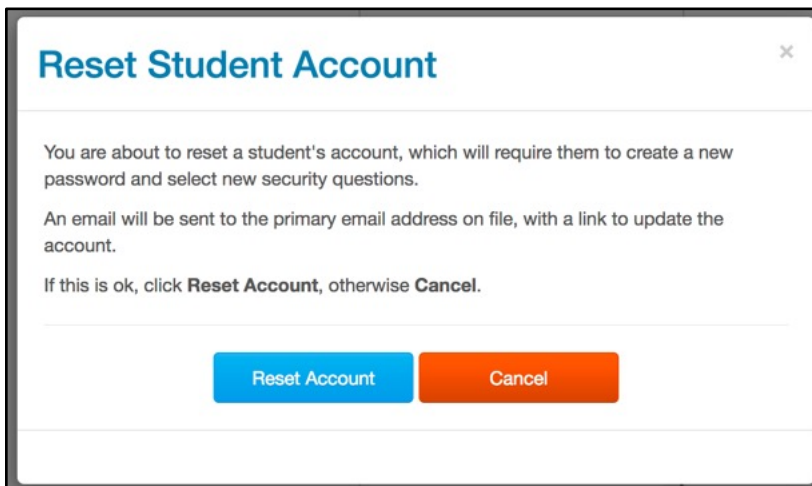 Reset Student Account
×
You are about to reset a student's account, which will require them to create a new
password and select new security questions.
An email will be sent to the primary email address on file, with a link to update the
account.
If this is ok, click Reset Account, otherwise Cancel.
Reset Account
Cancel